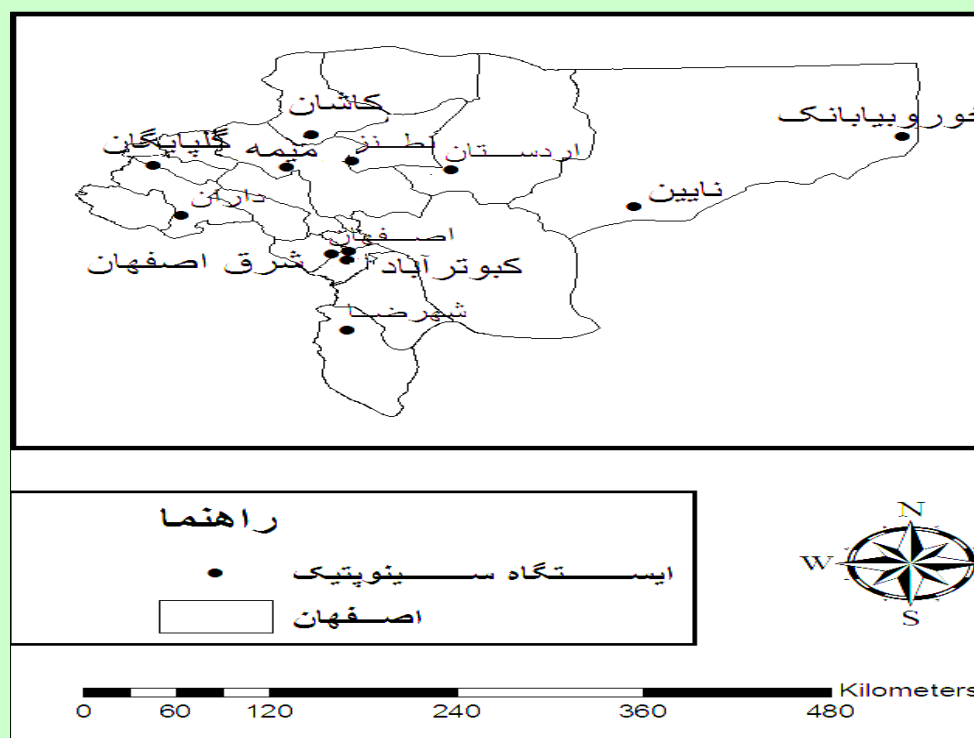 کاشان
خوروبیابانک
گلپایگان
میمه
نطنز
اردستان
داران
نایین
اصفهان
شرق اصفهان
کبوترآباد
شهرضا
راهنما
ایستگاه سینوپتیک
اصفهان
N
W
S
Kilometers
0 60 120 240 360 480